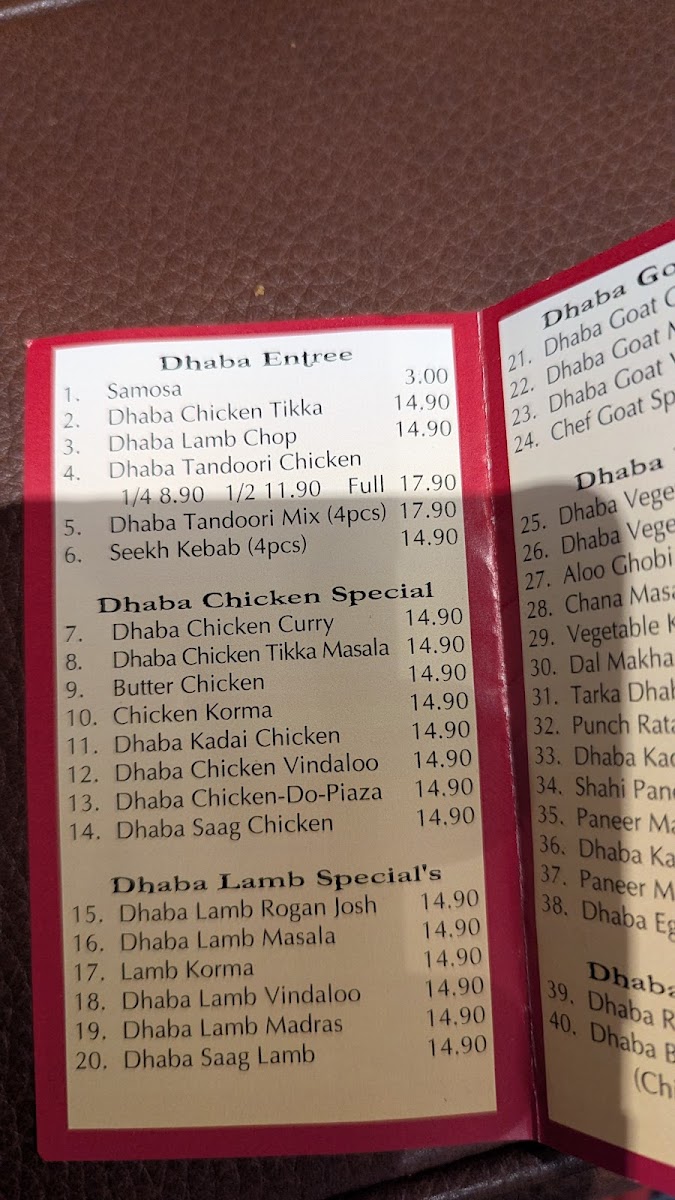 Dhaba Entree
1. Samosa 3.00
2. Dhaba Chicken Tikka 14.90
3. Dhaba Lamb Chop 14.90
4. Dhaba Tandoori Chicken
1/4 8.90 1/2 11.90 Full 17.90
5. Dhaba Tandoori Mix (4pcs) 17.90
6. Seekh Kebab (4pcs) 14.90
Dhaba Chicken Special
7. Dhaba Chicken Curry 14.90
8. Dhaba Chicken Tikka Masala 14.90
9. Butter Chicken 14.90
10. Chicken Korma 14.90
11. Dhaba Kadai Chicken 14.90
12. Dhaba Chicken Vindaloo 14.90
13. Dhaba Chicken-Do-Piaza 14.90
14. Dhaba Saag Chicken 14.90
Dhaba Lamb Special's
15. Dhaba Lamb Rogan Josh 14.90
16. Dhaba Lamb Masala 14.90
17. Lamb Korma 14.90
18. Dhaba Lamb Vindaloo 14.90
19. Dhaba Lamb Madras 14.90
20. Dhaba Saag Lamb 14.90
Dhaba
21. Dhaba Goat
22. Dhaba Goat
23. Dhaba Goat
24. Chef Goat
Dhaba
25. Dhaba
26. Dhaba
27. Aloo Ghobi
28. Chana
29. Vegetable
30. Dal
31. Tarka
32. Punch
33. Dhaba
34. Shahi
35. Paneer
36. Dhaba
37. Paneer
38. Dhaba
Dhaba
39. Dhaba
40. Dhaba